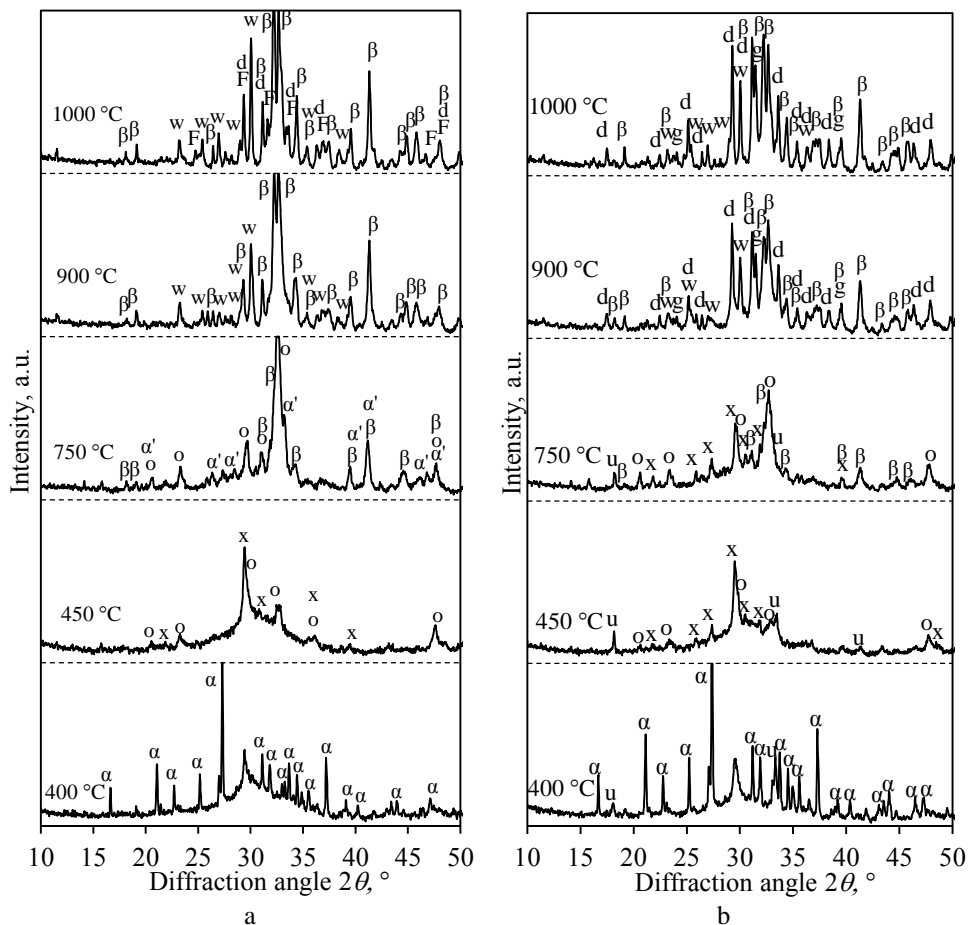 Intensity, a.u.
1000 °C
β β w F w β w w d F w β d F β β d F β w β d F w β β β β F β d F
900 °C
β β w w β w w β w w β β β β w β w β w β β β β β β
750 °C
β β α' o o α' α' o β o β o α' β α' β α' β β α' β o α'
450 °C
o x o x o x o x o x o
400 °C
α α α α α α α α α α α α α α α α
10 15 20 25 30 35 40 45 50
Diffraction angle 2θ, °
a
Intensity, a.u.
1000 °C
d β d β w g d w d w w d β d w β d g β β d β β d d w β d β g β β β β d d
900 °C
d β β d β w g d w d w d w β d g β β d β β d d β d β g β β β β d d
750 °C
u β o x o x x x x β x β o u β β x β β β o
450 °C
u o x o x x x o x x o u u o x
400 °C
α u α α α α α α u α α α α α α α α α α
10 15 20 25 30 35 40 45 50
Diffraction angle 2θ, °
b